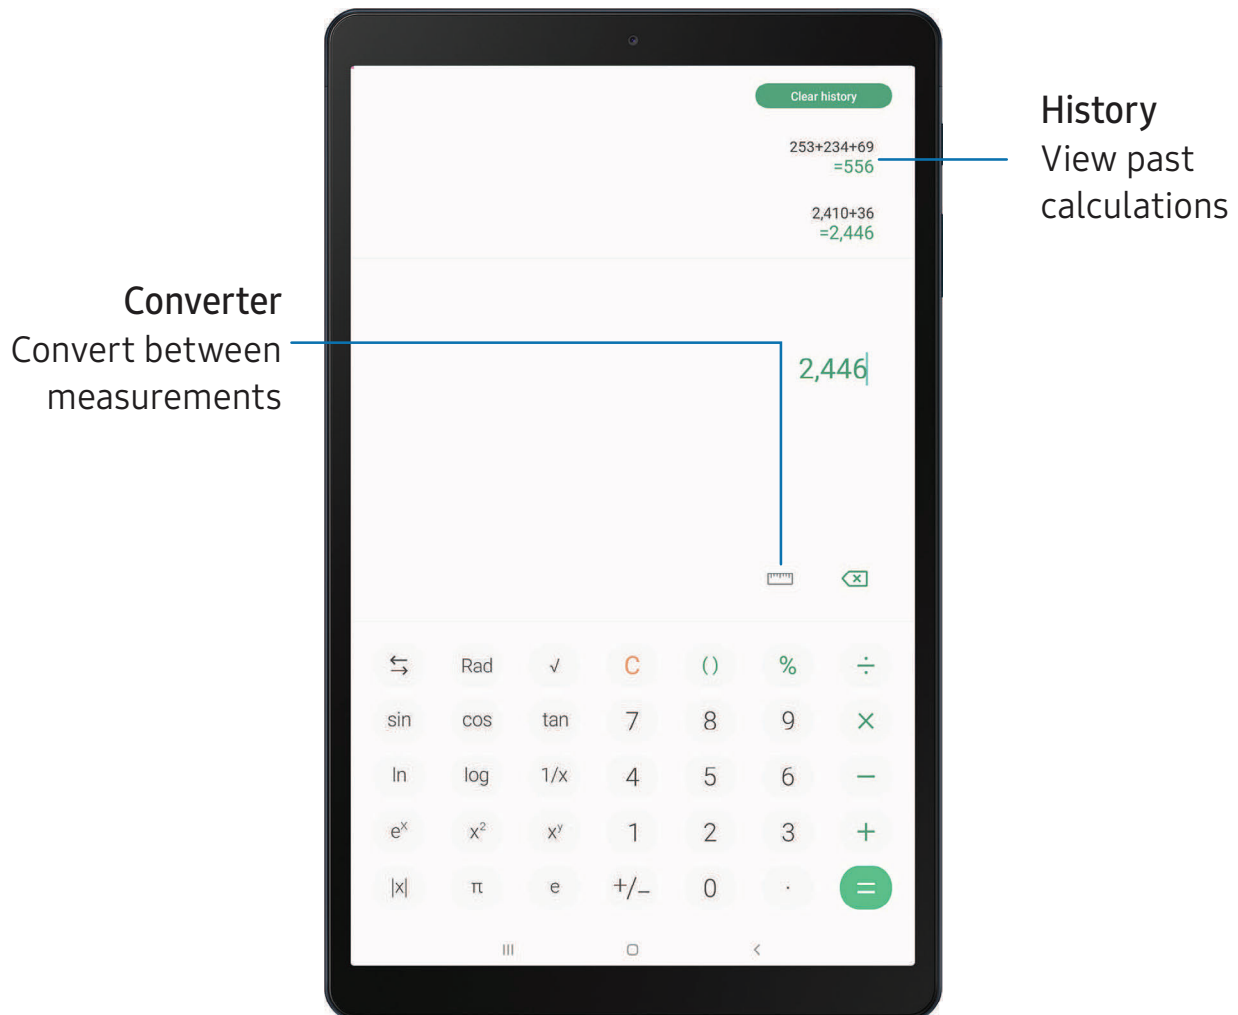 Clear history
253+234+69
=556
2,410+36
=2,446
History
View past
calculations
Converter
Convert between
measurements
2,446
Rad √ C () % ÷
sin cos tan 7 8 9 ×
ln log 1/x 4 5 6 −
eˣ x² xʸ 1 2 3 +
|x| π e +/− 0 . =